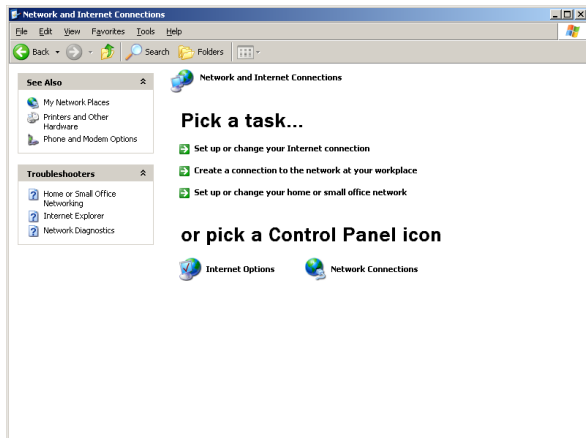 Network and Internet Connections
File Edit View Favorites Tools Help
Back Search Folders
See Also
My Network Places
Printers and Other
Hardware
Phone and Modem Options
Troubleshooters
Home or Small Office
Networking
Internet Explorer
Network Diagnostics
Network and Internet Connections
Pick a task...
Set up or change your Internet connection
Create a connection to the network at your workplace
Set up or change your home or small office network
or pick a Control Panel icon
Internet Options Network Connections